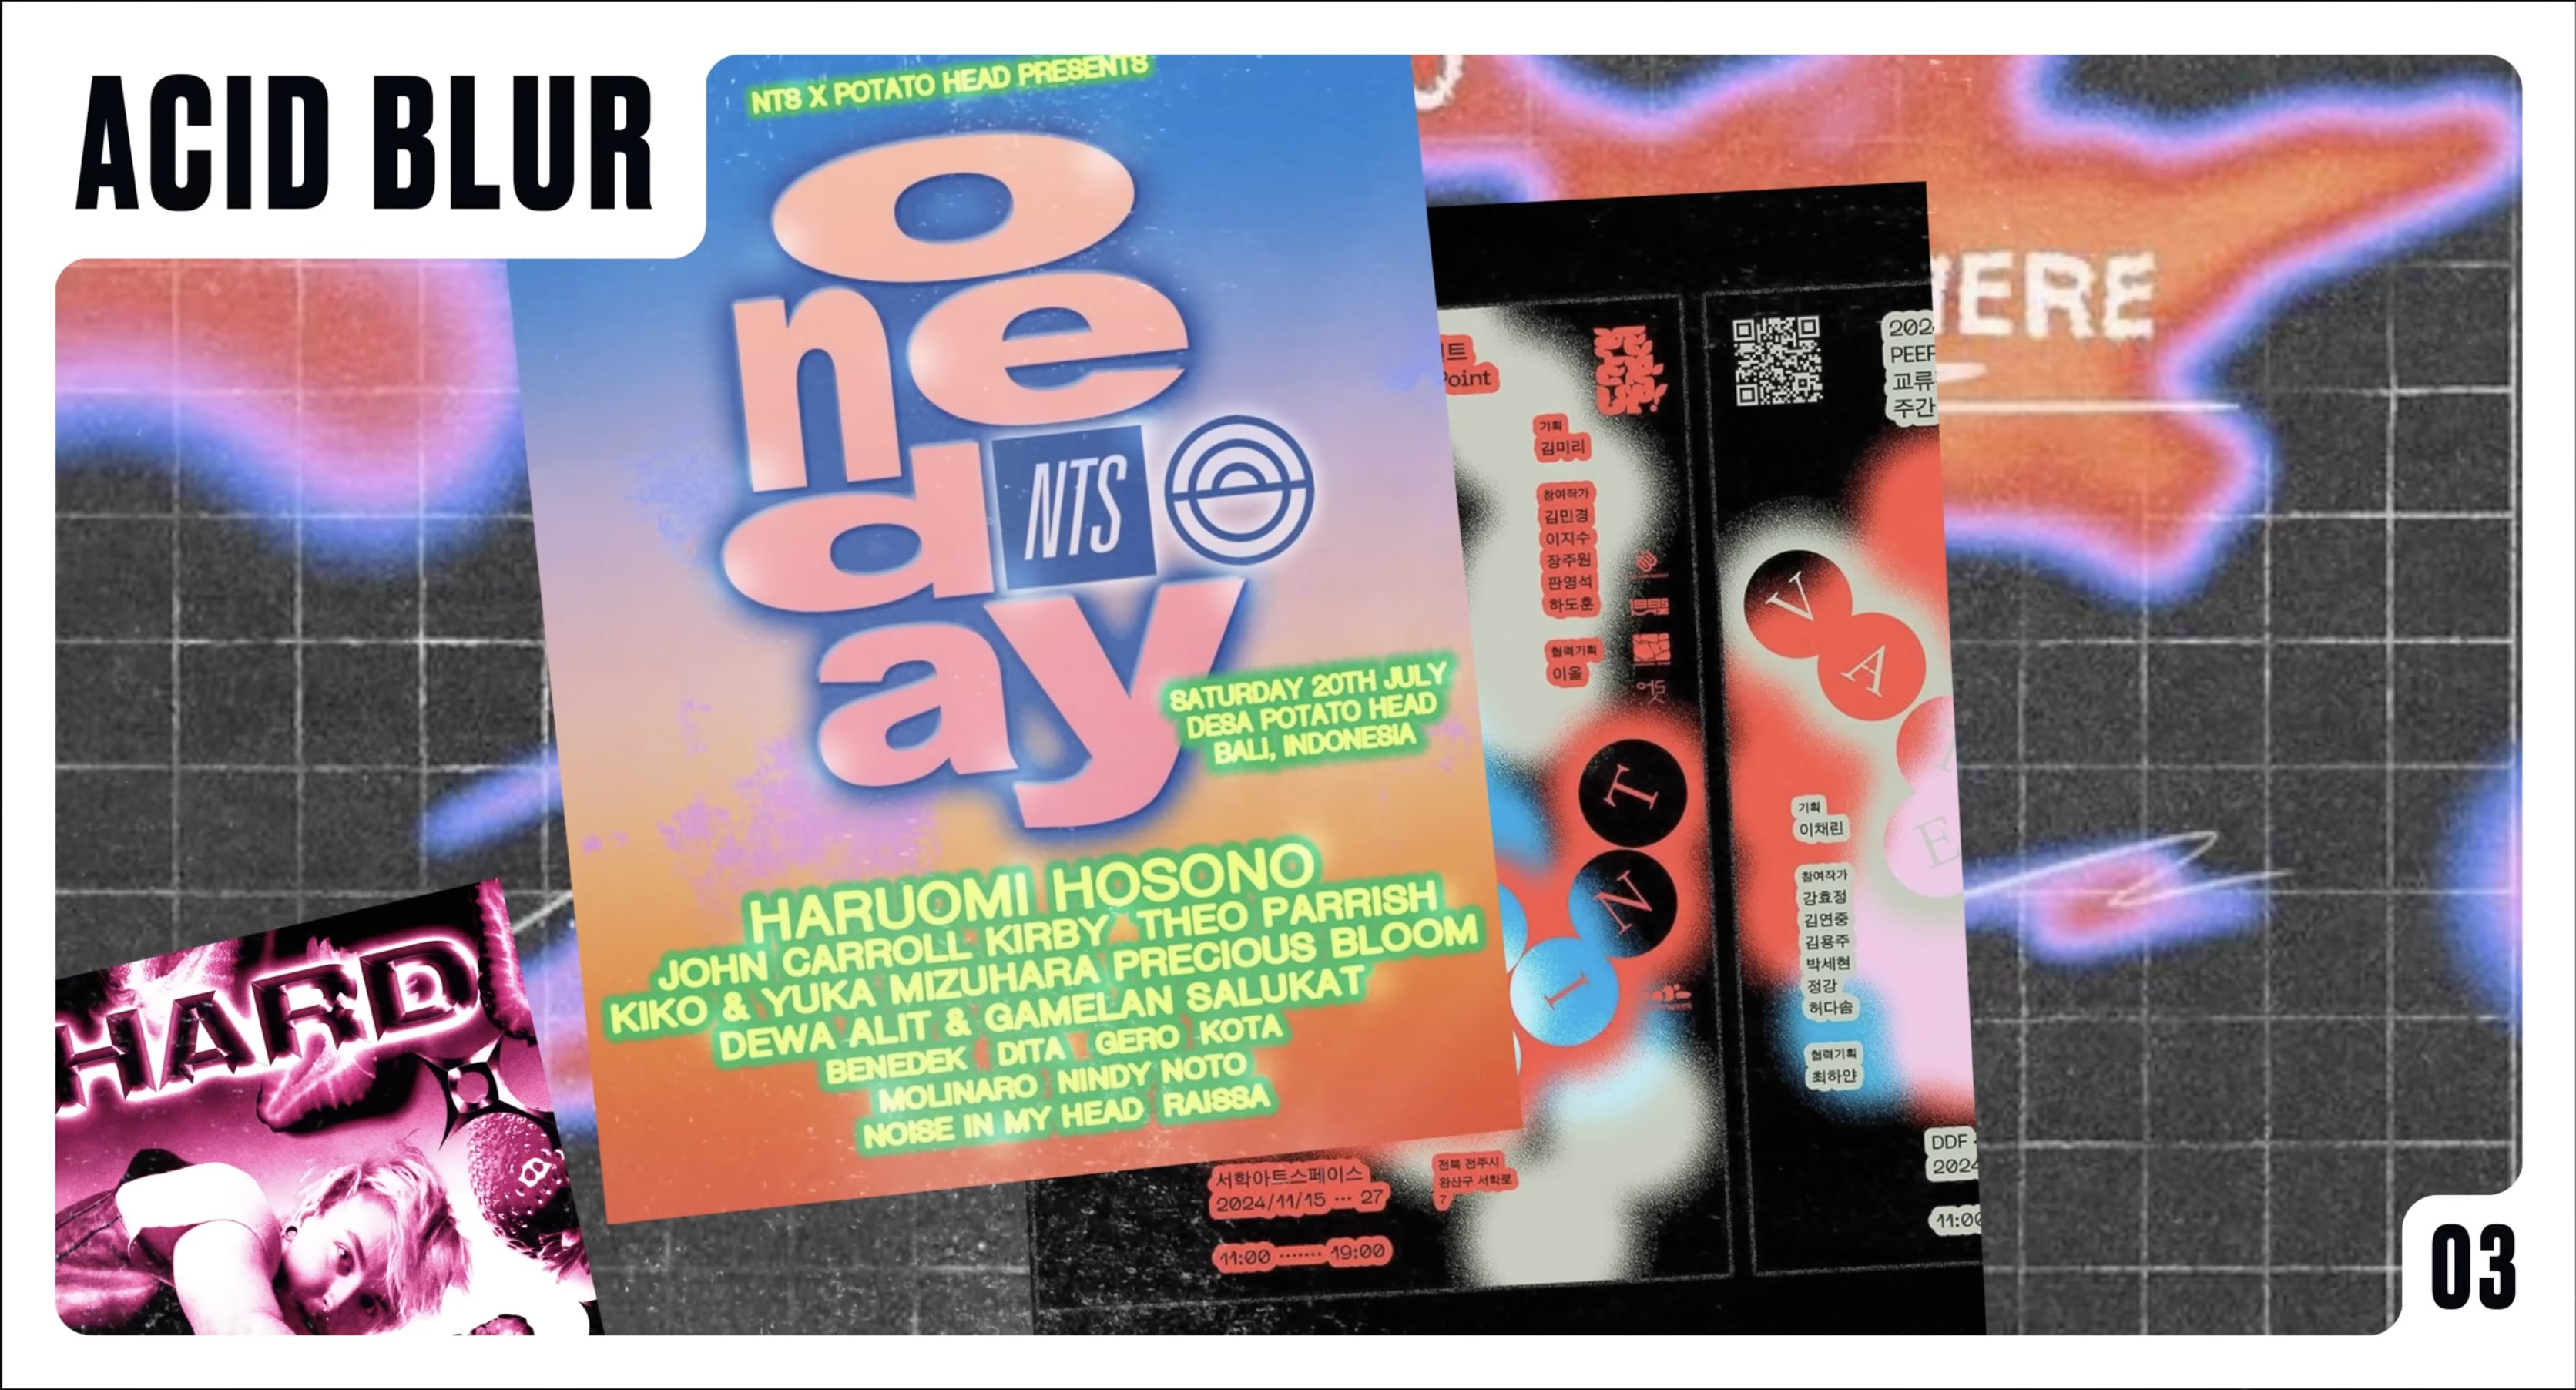 ACID BLUR
NTS X POTATO HEAD PRESENTS
one
day
NTS
SATURDAY 20TH JULY
DESA POTATO HEAD
BALI, INDONESIA
HARUOMI HOSONO
JOHN CARROLL KIRBY THEO PARRISH
KIKO & YUKA MIZUHARA PRECIOUS BLOOM
DEWA ALIT & GAMELAN SALUKAT
BENEDEK DITA GERO KOTA
MOLINARO NINDY NOTO
NOISE IN MY HEAD RAISSA
HARD
트
Point
기획
김미리
참여작가
김민경
이지수
장주원
판영석
하도훈
협력기획
이올
T
N
I
서학아트스페이스
2024/11/15 ··· 27
11:00 ······· 19:00
전북 전주시
완산구 서학로
7
202
PEEP
교류
주간
V
A
E
기획
이채린
참여작가
강효정
김연중
김용주
박세현
정강
허다솜
협력기획
최하얀
DDF
2024
11:00
ERE
03